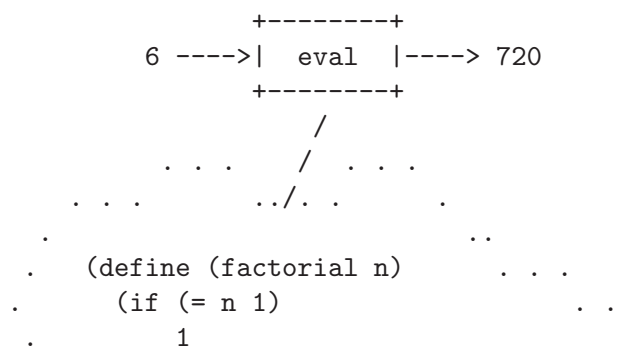 +--------+
6 ---->|  eval  |----> 720
+--------+
/
. . .    /  . . .
. . .       ../. .       .
.                            ..
.   (define (factorial n)      . . .
.      (if (= n 1)                  . .
.         1